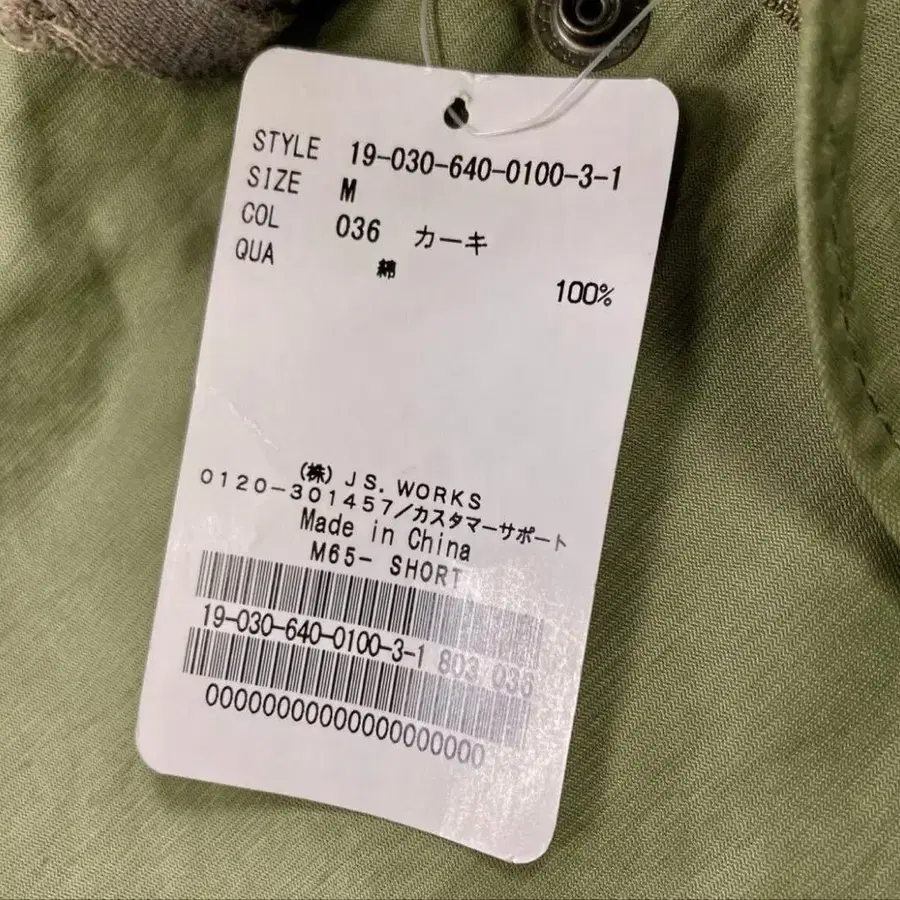 STYLE 19-030-640-0100-3-1
SIZE M
COL 036 カーキ
QUA 綿 100%
(株) JS. WORKS
0120-301457/カスタマーサポート
Made in China
M65- SHORT
19-030-640-0100-3-1 803 036
00000000000000000000